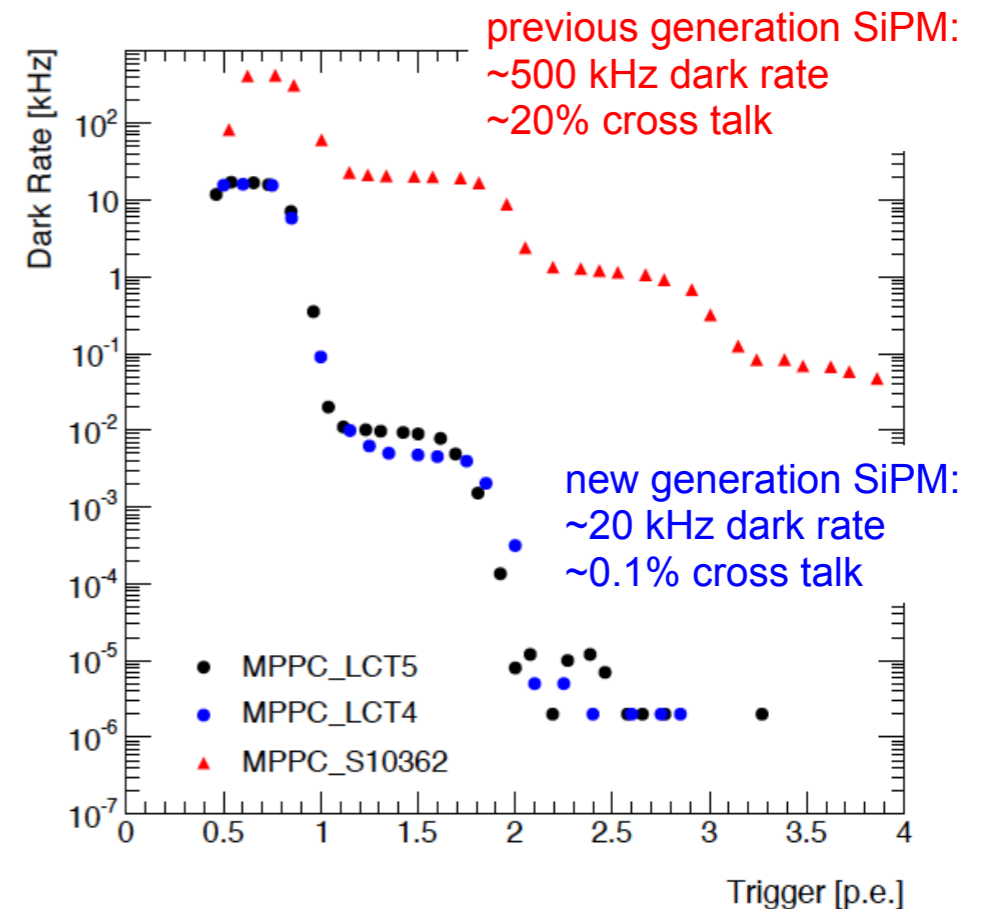 previous generation SiPM:
~500 kHz dark rate
~20% cross talk
Dark Rate [kHz]
10²
10
1
10⁻¹
10⁻²
10⁻³
10⁻⁴
10⁻⁵
10⁻⁶
10⁻⁷
new generation SiPM:
~20 kHz dark rate
~0.1% cross talk
MPPC_LCT5
MPPC_LCT4
MPPC_S10362
0 0.5 1 1.5 2 2.5 3 3.5 4
Trigger [p.e.]